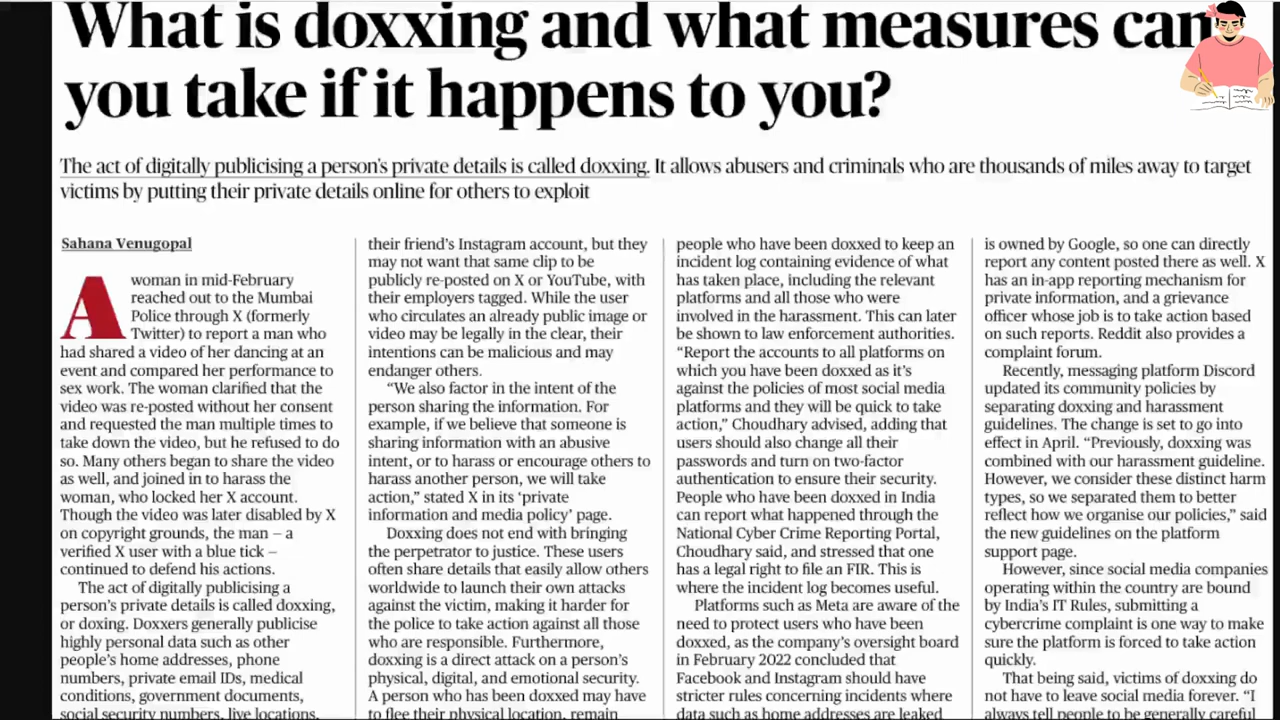 What is doxxing and what measures can
you take if it happens to you?
The act of digitally publicising a person's private details is called doxxing. It allows abusers and criminals who are thousands of miles away to target
victims by putting their private details online for others to exploit
Sahana Venugopal
A woman in mid-February
reached out to the Mumbai
Police through X (formerly
Twitter) to report a man who
had shared a video of her dancing at an
event and compared her performance to
sex work. The woman clarified that the
video was re-posted without her consent
and requested the man multiple times to
take down the video, but he refused to do
so. Many others began to share the video
as well, and joined in to harass the
woman, who locked her X account.
Though the video was later disabled by X
on copyright grounds, the man – a
verified X user with a blue tick –
continued to defend his actions.
The act of digitally publicising a
person's private details is called doxxing,
or doxing. Doxxers generally publicise
highly personal data such as other
people's home addresses, phone
numbers, private email IDs, medical
conditions, government documents,
social security numbers, live locations,
their friend's Instagram account, but they
may not want that same clip to be
publicly re-posted on X or YouTube, with
their employers tagged. While the user
who circulates an already public image or
video may be legally in the clear, their
intentions can be malicious and may
endanger others.
"We also factor in the intent of the
person sharing the information. For
example, if we believe that someone is
sharing information with an abusive
intent, or to harass or encourage others to
harass another person, we will take
action," stated X in its 'private
information and media policy' page.
Doxxing does not end with bringing
the perpetrator to justice. These users
often share details that easily allow others
worldwide to launch their own attacks
against the victim, making it harder for
the police to take action against all those
who are responsible. Furthermore,
doxxing is a direct attack on a person's
physical, digital, and emotional security.
A person who has been doxxed may have
to flee their physical location, remain
people who have been doxxed to keep an
incident log containing evidence of what
has taken place, including the relevant
platforms and all those who were
involved in the harassment. This can later
be shown to law enforcement authorities.
"Report the accounts to all platforms on
which you have been doxxed as it's
against the policies of most social media
platforms and they will be quick to take
action," Choudhary advised, adding that
users should also change all their
passwords and turn on two-factor
authentication to ensure their security.
People who have been doxxed in India
can report what happened through the
National Cyber Crime Reporting Portal,
Choudhary said, and stressed that one
has a legal right to file an FIR. This is
where the incident log becomes useful.
Platforms such as Meta are aware of the
need to protect users who have been
doxxed, as the company's oversight board
in February 2022 concluded that
Facebook and Instagram should have
stricter rules concerning incidents where
data such as home addresses are leaked
is owned by Google, so one can directly
report any content posted there as well. X
has an in-app reporting mechanism for
private information, and a grievance
officer whose job is to take action based
on such reports. Reddit also provides a
complaint forum.
Recently, messaging platform Discord
updated its community policies by
separating doxxing and harassment
guidelines. The change is set to go into
effect in April. "Previously, doxxing was
combined with our harassment guideline.
However, we consider these distinct harm
types, so we separated them to better
reflect how we organise our policies," said
the new guidelines on the platform
support page.
However, since social media companies
operating within the country are bound
by India's IT Rules, submitting a
cybercrime complaint is one way to make
sure the platform is forced to take action
quickly.
That being said, victims of doxxing do
not have to leave social media forever. "I
always tell people to be generally careful